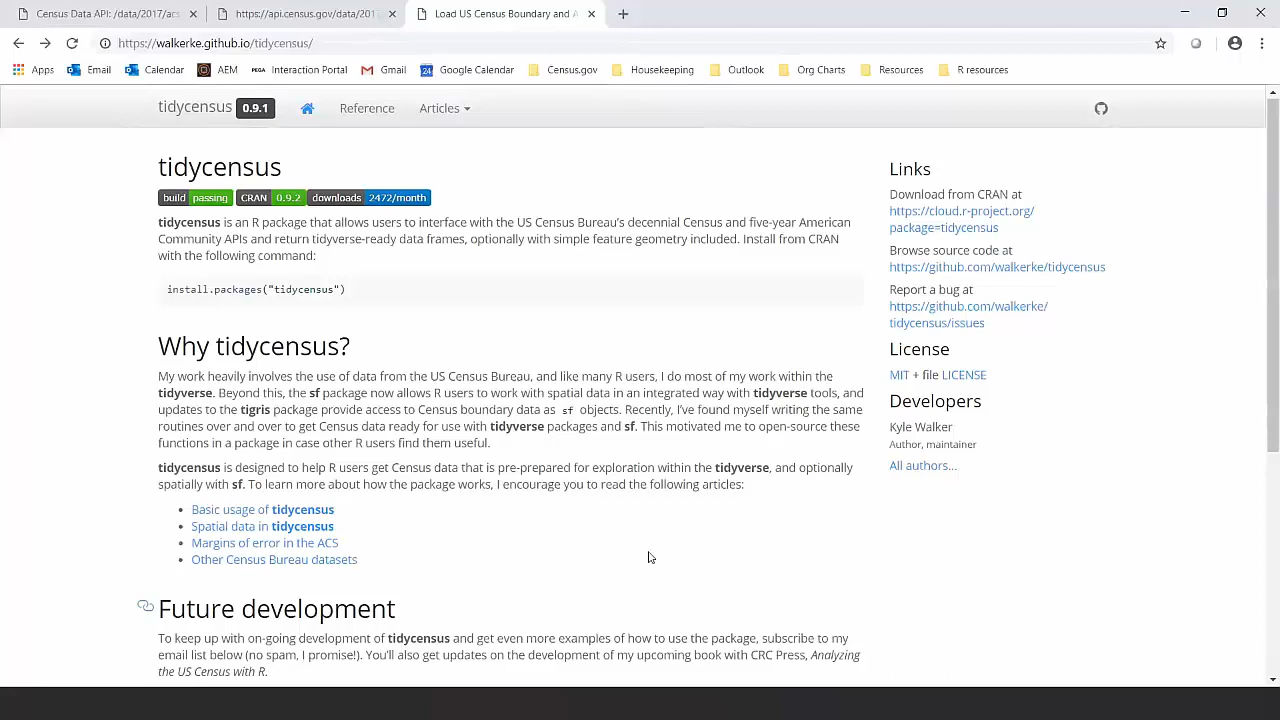 Census Data API: /data/2017/acs
https://api.census.gov/data/2017
Load US Census Boundary and A
https://walkerke.github.io/tidycensus/
Apps Email Calendar AEM PEGA Interaction Portal Gmail 24 Google Calendar Census.gov Housekeeping Outlook Org Charts Resources R resources
tidycensus 0.9.1 Reference Articles
tidycensus
build passing CRAN 0.9.2 downloads 2472/month
tidycensus is an R package that allows users to interface with the US Census Bureau's decennial Census and five-year American
Community APIs and return tidyverse-ready data frames, optionally with simple feature geometry included. Install from CRAN
with the following command:
install.packages("tidycensus")
Why tidycensus?
My work heavily involves the use of data from the US Census Bureau, and like many R users, I do most of my work within the
tidyverse. Beyond this, the sf package now allows R users to work with spatial data in an integrated way with tidyverse tools, and
updates to the tigris package provide access to Census boundary data as sf objects. Recently, I've found myself writing the same
routines over and over to get Census data ready for use with tidyverse packages and sf. This motivated me to open-source these
functions in a package in case other R users find them useful.
tidycensus is designed to help R users get Census data that is pre-prepared for exploration within the tidyverse, and optionally
spatially with sf. To learn more about how the package works, I encourage you to read the following articles:
Basic usage of tidycensus
Spatial data in tidycensus
Margins of error in the ACS
Other Census Bureau datasets
Future development
To keep up with on-going development of tidycensus and get even more examples of how to use the package, subscribe to my
email list below (no spam, I promise!). You'll also get updates on the development of my upcoming book with CRC Press, Analyzing
the US Census with R.
Links
Download from CRAN at
https://cloud.r-project.org/
package=tidycensus
Browse source code at
https://github.com/walkerke/tidycensus
Report a bug at
https://github.com/walkerke/
tidycensus/issues
License
MIT + file LICENSE
Developers
Kyle Walker
Author, maintainer
All authors...